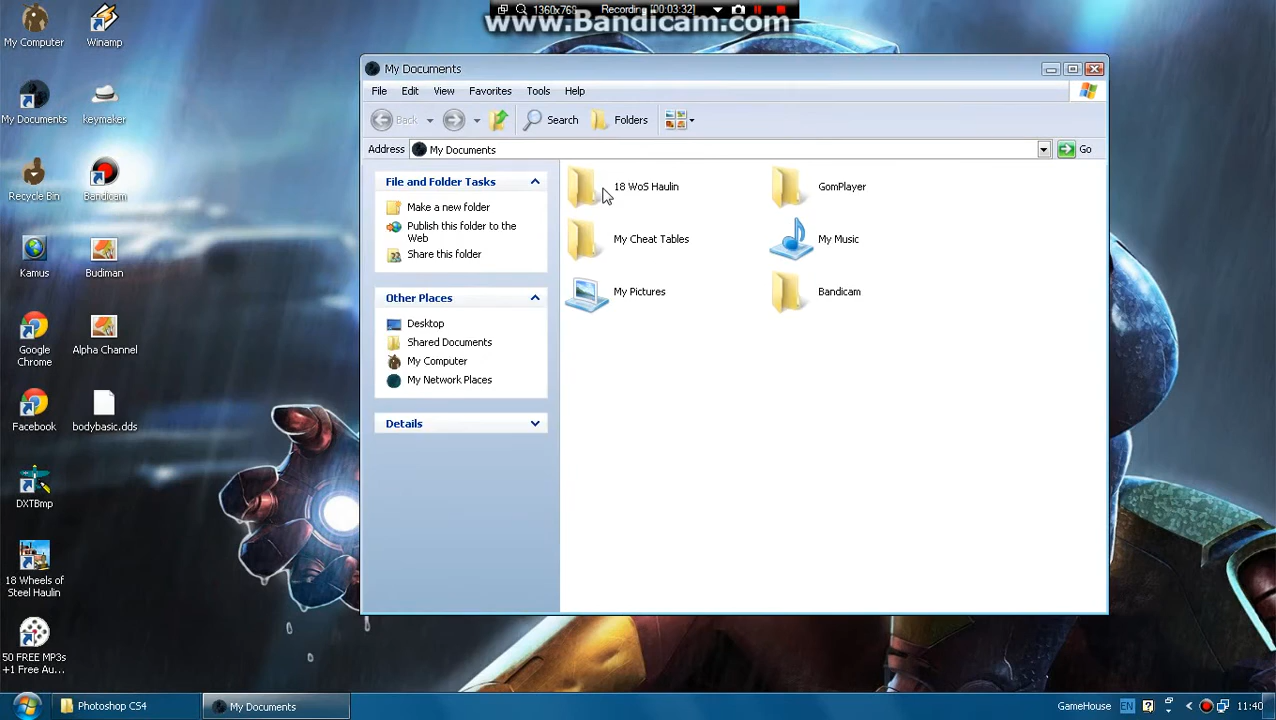 1360x768 Recording [00:03:32]
www.Bandicam.com
My Computer
Winamp
My Documents
keymaker
Recycle Bin
Bandicam
Kamus
Budiman
Google
Chrome
Alpha Channel
Facebook
bodybasic.dds
DXTBmp
18 Wheels of
Steel Haulin
50 FREE MP3s
+1 Free Au...
My Documents
File Edit View Favorites Tools Help
Back Search Folders
Address My Documents Go
File and Folder Tasks
Make a new folder
Publish this folder to the
Web
Share this folder
Other Places
Desktop
Shared Documents
My Computer
My Network Places
Details
18 WoS Haulin
GomPlayer
My Cheat Tables
My Music
My Pictures
Bandicam
Photoshop CS4
My Documents
GameHouse EN 11:40